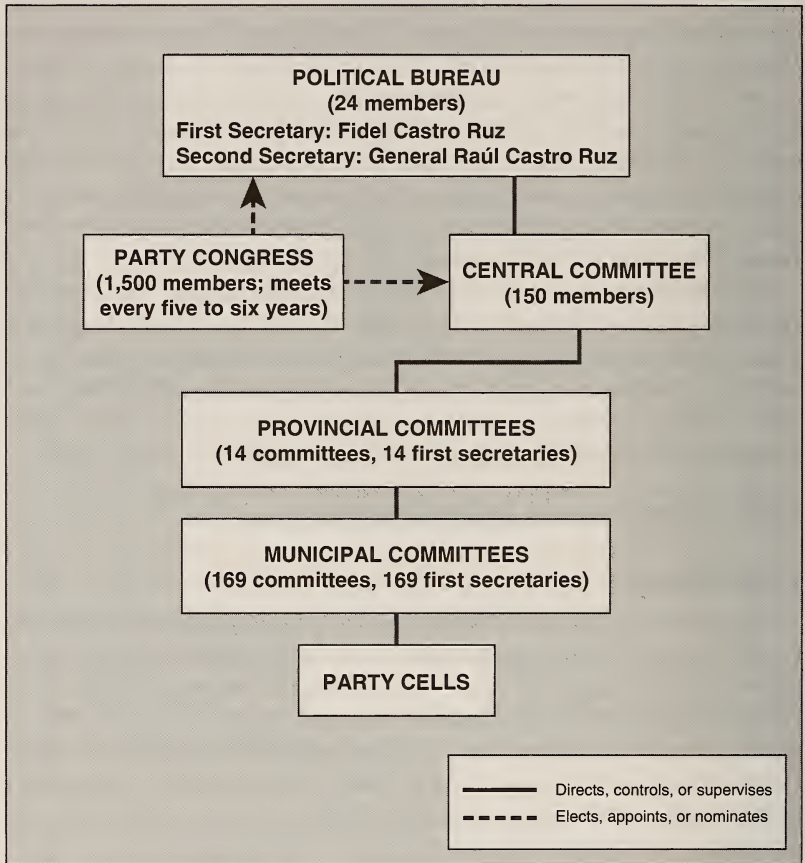 POLITICAL BUREAU
(24 members)
First Secretary: Fidel Castro Ruz
Second Secretary: General Raúl Castro Ruz
PARTY CONGRESS
(1,500 members; meets
every five to six years)
CENTRAL COMMITTEE
(150 members)
PROVINCIAL COMMITTEES
(14 committees, 14 first secretaries)
MUNICIPAL COMMITTEES
(169 committees, 169 first secretaries)
PARTY CELLS
Directs, controls, or supervises
Elects, appoints, or nominates